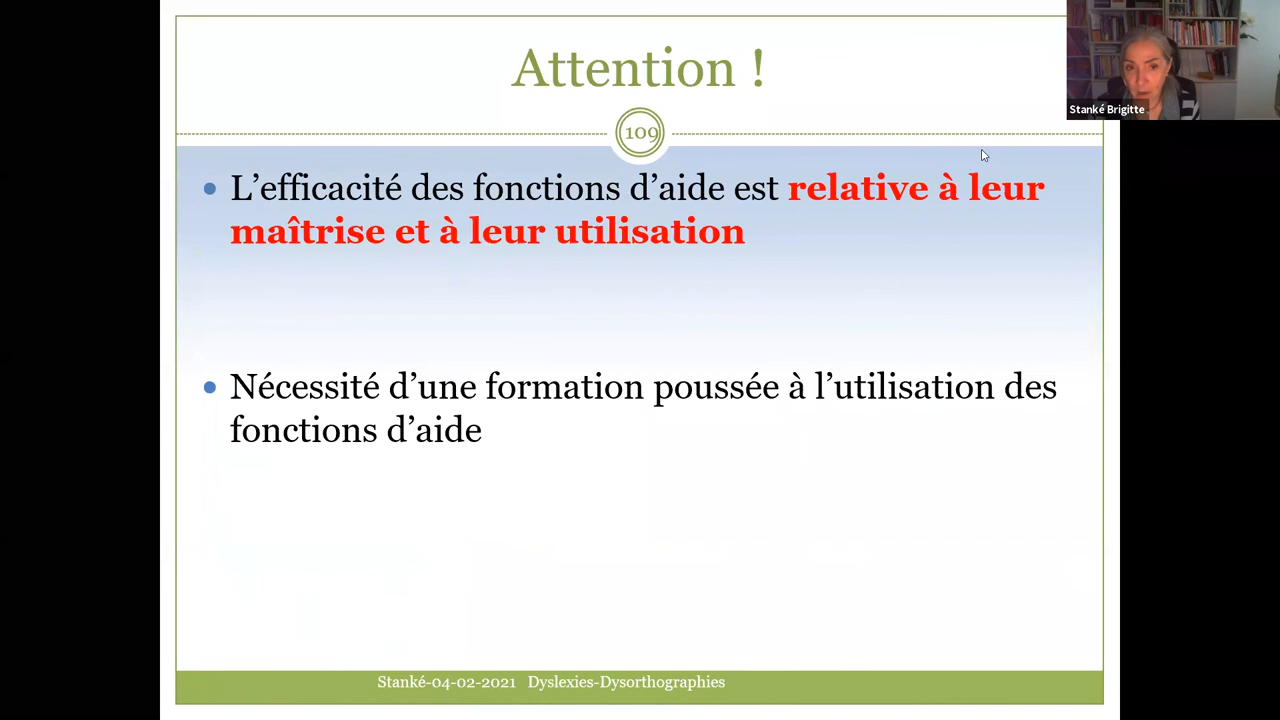 Attention !
Stanké Brigitte
109
• L’efficacité des fonctions d’aide est relative à leur
maîtrise et à leur utilisation
• Nécessité d’une formation poussée à l’utilisation des
fonctions d’aide
Stanké-04-02-2021 Dyslexies-Dysorthographies